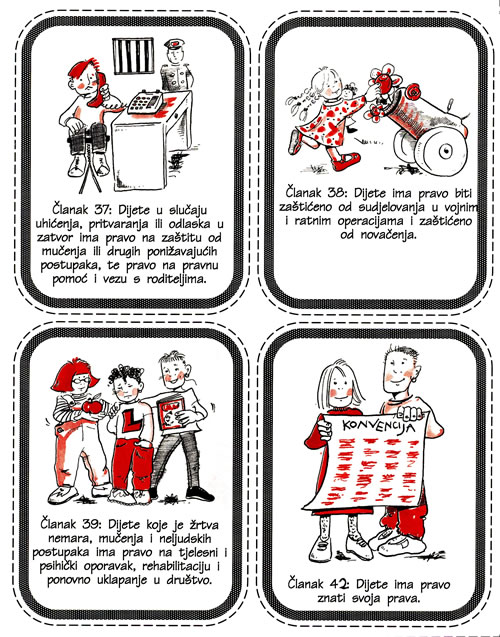 Članak 37: Dijete u slučaju
uhićenja, pritvaranja ili odlaska u
zatvor ima pravo na zaštitu od
mučenja ili drugih ponižavajućih
postupaka, te pravo na pravnu
pomoć i vezu s roditeljima.
Članak 38: Dijete ima pravo biti
zaštićeno od sudjelovanja u vojnim
i ratnim operacijama i zaštićeno
od novačenja.
L
Članak 39: Dijete koje je žrtva
nemara, mučenja i neljudskih
postupaka ima pravo na tjelesni i
psihički oporavak, rehabilitaciju i
ponovno uklapanje u društvo.
KONVENCIJA
Članak 42: Dijete ima pravo
znati svoja prava.